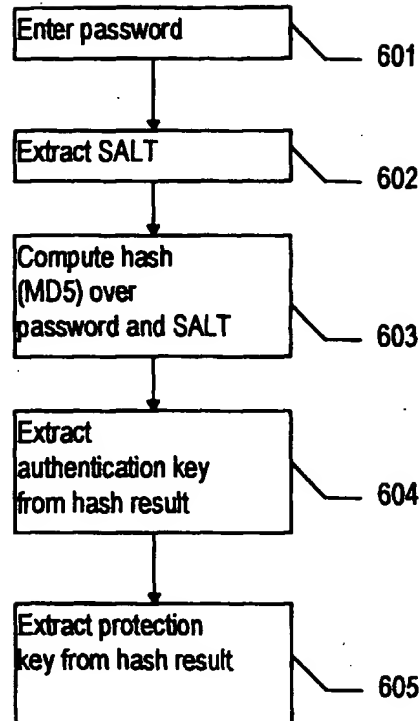 Enter password
601
Extract SALT
602
Compute hash
(MD5) over
password and SALT
603
Extract
authentication key
from hash result
604
Extract protection
key from hash result
605